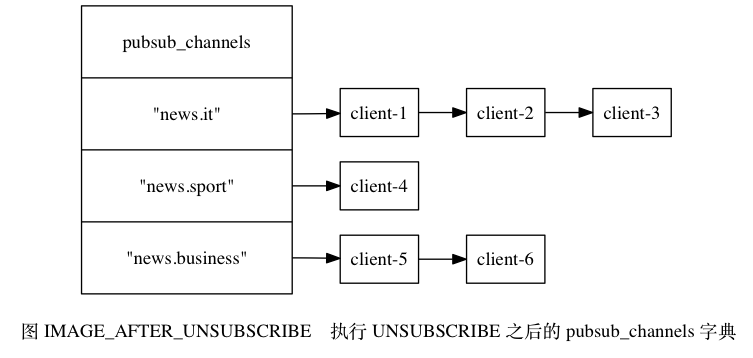 pubsub_channels
"news.it"
client-1
client-2
client-3
"news.sport"
client-4
"news.business"
client-5
client-6
图 IMAGE_AFTER_UNSUBSCRIBE 执行 UNSUBSCRIBE 之后的 pubsub_channels 字典